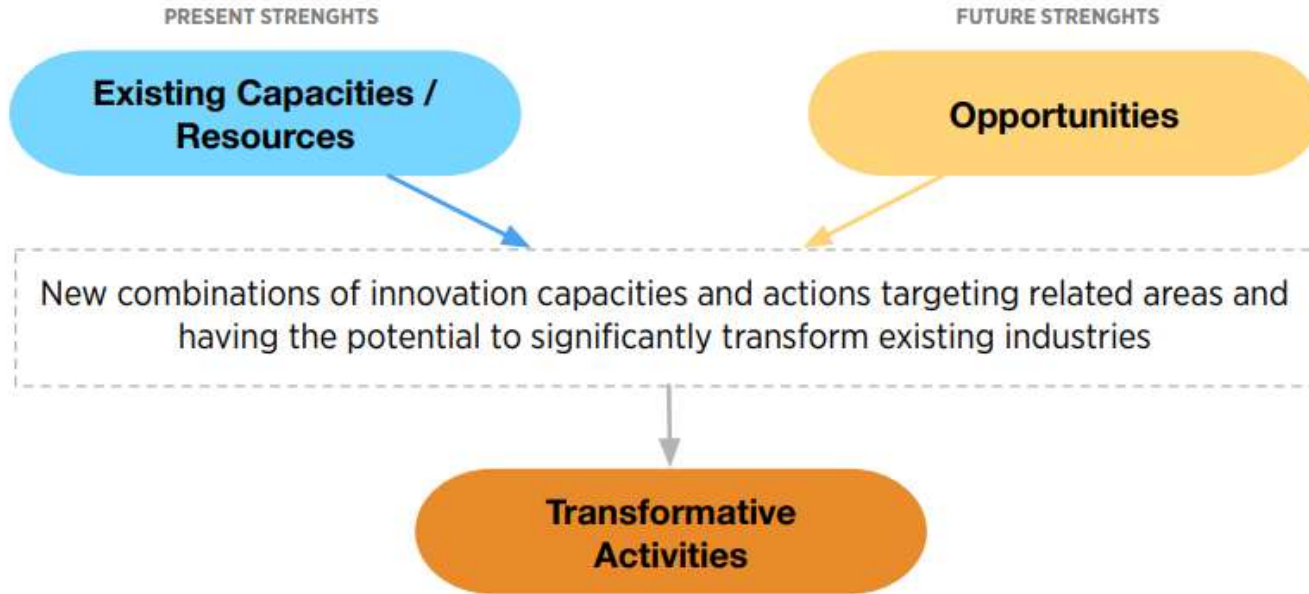 PRESENT STRENGHTS
FUTURE STRENGHTS
Existing Capacities /
Resources
Opportunities
New combinations of innovation capacities and actions targeting related areas and
having the potential to significantly transform existing industries
Transformative
Activities